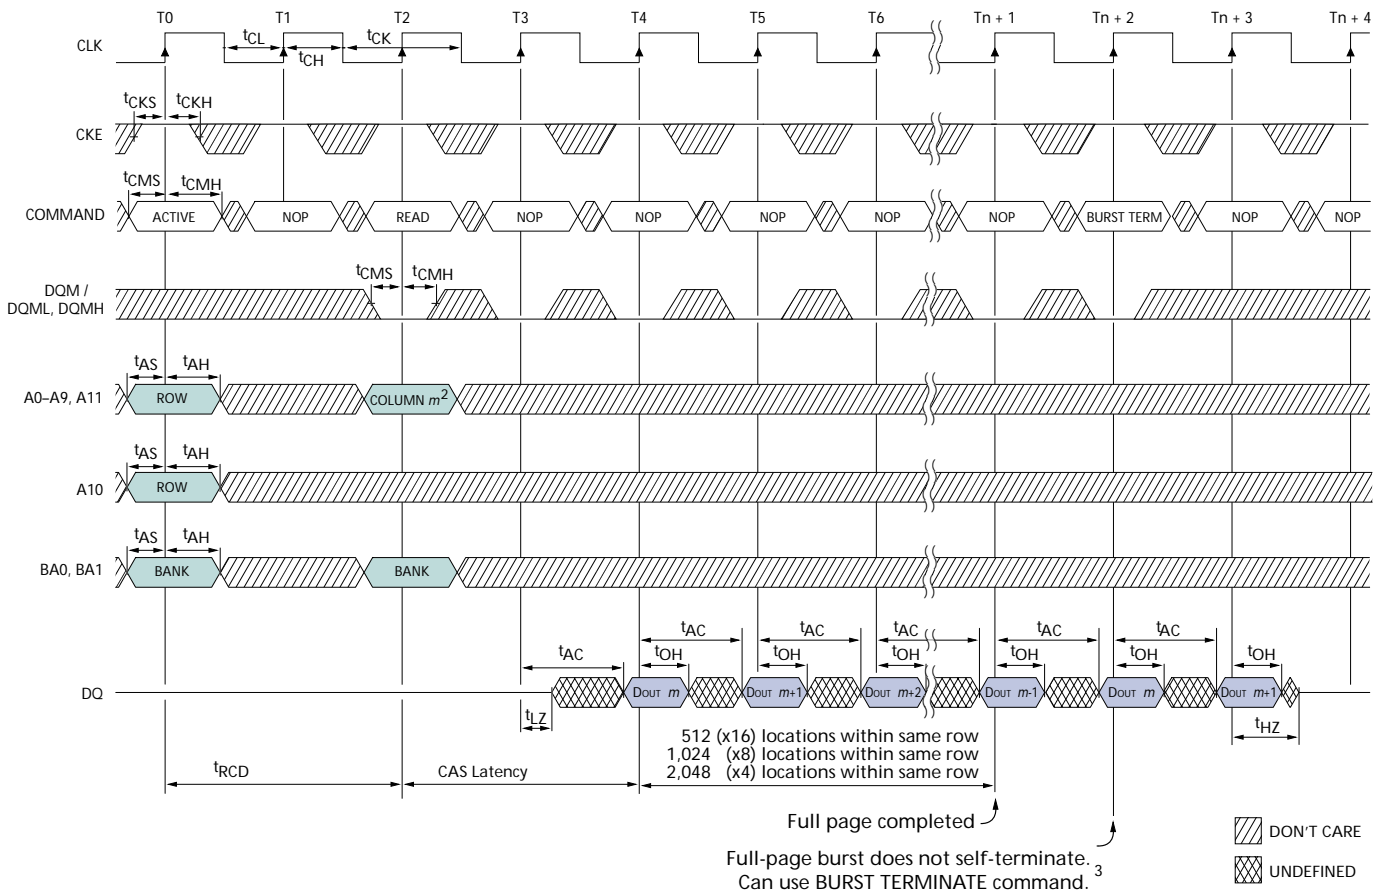 T0 T1 T2 T3 T4 T5 T6 Tn + 1 Tn + 2 Tn + 3 Tn + 4
CLK
tCL tCK
tCH
tCKS tCKH
CKE
tCMS tCMH
COMMAND ACTIVE NOP READ NOP NOP NOP NOP NOP BURST TERM NOP NOP
tCMS tCMH
DQM /
DQML, DQMH
tAS tAH
A0–A9, A11 ROW COLUMN m2
tAS tAH
A10 ROW
tAS tAH
BA0, BA1 BANK BANK
tAC tAC tAC tAC tAC
tAC tOH tOH tOH tOH tOH tOH
DQ DOUT m DOUT m+1 DOUT m+2 DOUT m-1 DOUT m DOUT m+1
tLZ tHZ
512 (x16) locations within same row
1,024 (x8) locations within same row
2,048 (x4) locations within same row
tRCD CAS Latency
Full page completed
DON'T CARE
Full-page burst does not self-terminate. 3
Can use BURST TERMINATE command.
UNDEFINED